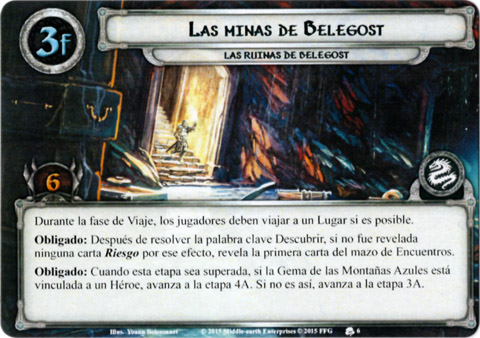 3F
LAS MINAS DE BELEGOST
LAS RUINAS DE BELEGOST
6
Durante la fase de Viaje, los jugadores deben viajar a un Lugar si es posible.
Obligado: Después de resolver la palabra clave Descubrir, si no fue revelada
ninguna carta Riesgo por ese efecto, revela la primera carta del mazo de Encuentros.
Obligado: Cuando esta etapa sea superada, si la Gema de las Montañas Azules está
vinculada a un Héroe, avanza a la etapa 4A. Si no es así, avanza a la etapa 3A.
Illus. Yoann Boissonnet © 2015 Middle-earth Enterprises © 2015 FFG 6